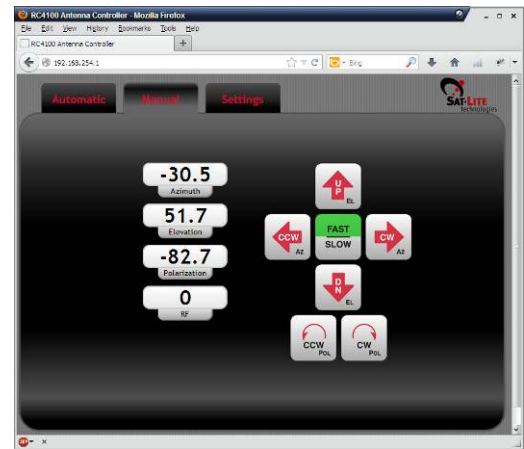 RC4100 Antenna Controller - Mozilla Firefox
File Edit View History Bookmarks Tools Help
RC4100 Antenna Controller
192.168.254.1
Bing
Automatic Manual Settings
SAT-LITE
Technologies
-30.5
Azimuth
51.7
Elevation
-82.7
Polarization
0
RF
UP
EL
CCW
AZ
FAST
SLOW
CW
AZ
DN
EL
CCW
POL
CW
POL
ABP